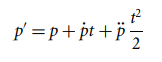 p′ = p + ṗt + p̈ t²/2